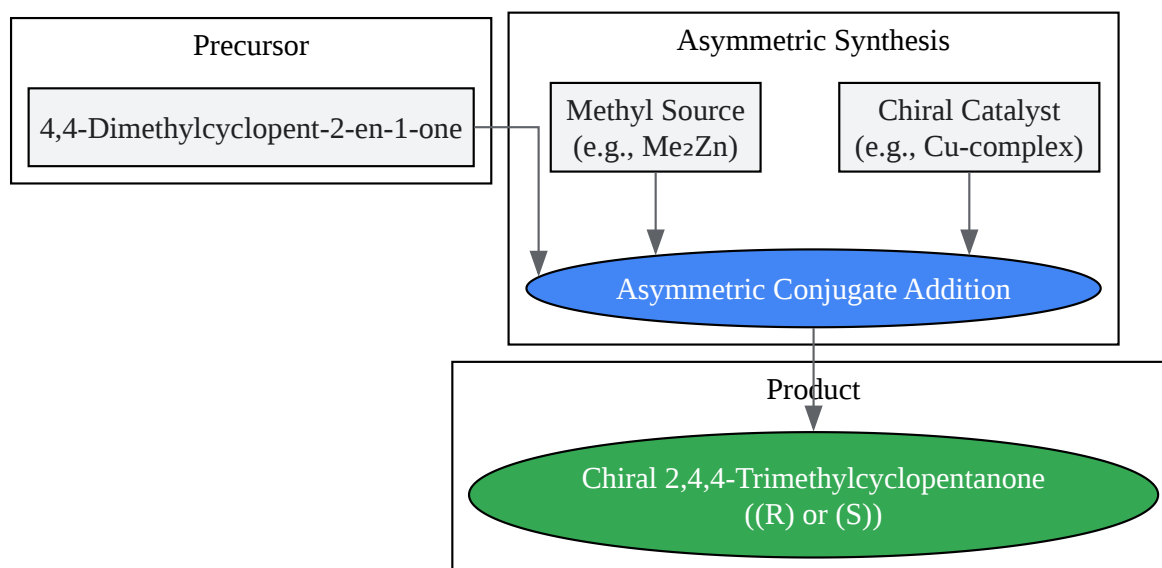 Precursor
4,4-Dimethylcyclopent-2-en-1-one
Asymmetric Synthesis
Methyl Source
(e.g., Me₂Zn)
Chiral Catalyst
(e.g., Cu-complex)
Asymmetric Conjugate Addition
Product
Chiral 2,4,4-Trimethylcyclopentanone
((R) or (S))